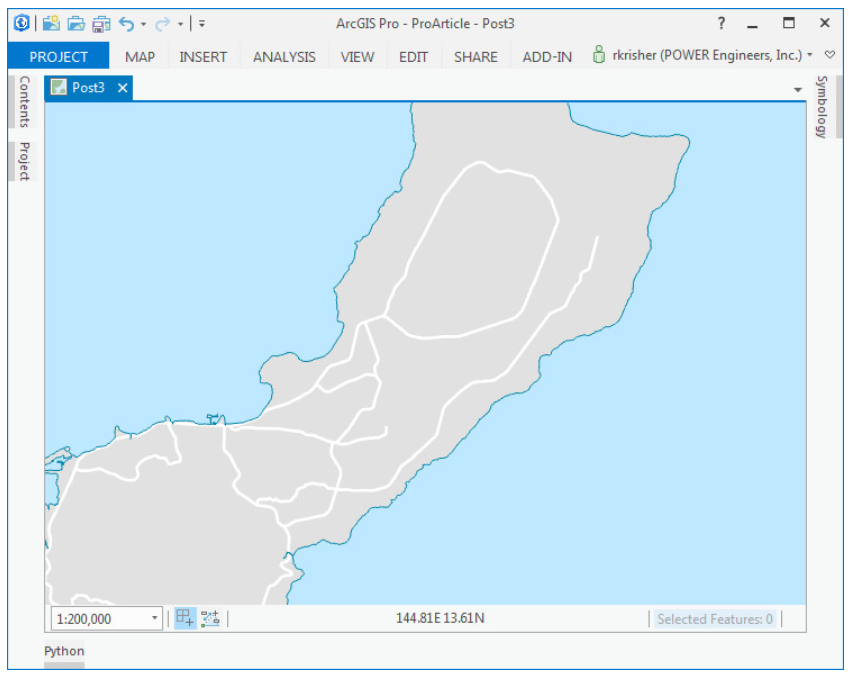 ArcGIS Pro - ProArticle - Post3
?
PROJECT MAP INSERT ANALYSIS VIEW EDIT SHARE ADD-IN rkrisher (POWER Engineers, Inc.)
Contents
Project
Post3
Symbology
1:200,000
144.81E 13.61N
Selected Features: 0
Python